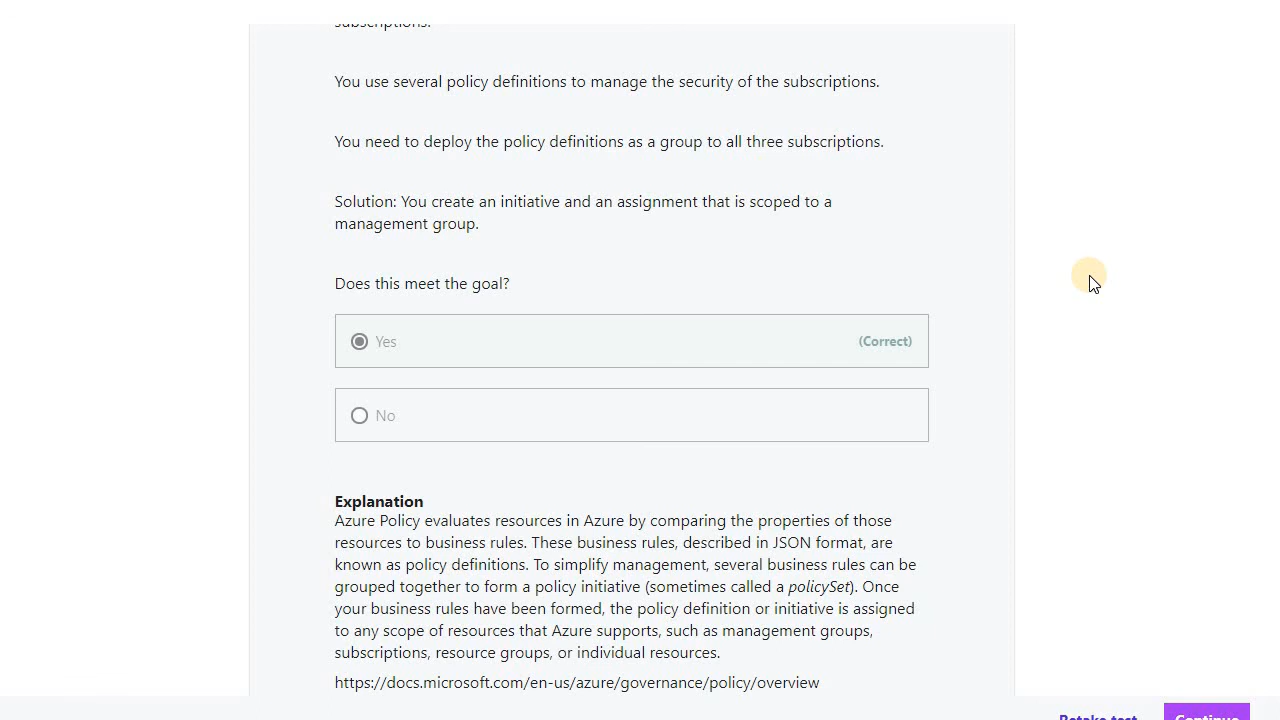 subscriptions.
You use several policy definitions to manage the security of the subscriptions.
You need to deploy the policy definitions as a group to all three subscriptions.
Solution: You create an initiative and an assignment that is scoped to a
management group.
Does this meet the goal?
Yes
(Correct)
No
Explanation
Azure Policy evaluates resources in Azure by comparing the properties of those
resources to business rules. These business rules, described in JSON format, are
known as policy definitions. To simplify management, several business rules can be
grouped together to form a policy initiative (sometimes called a policySet). Once
your business rules have been formed, the policy definition or initiative is assigned
to any scope of resources that Azure supports, such as management groups,
subscriptions, resource groups, or individual resources.
https://docs.microsoft.com/en-us/azure/governance/policy/overview
Retake test
Continue